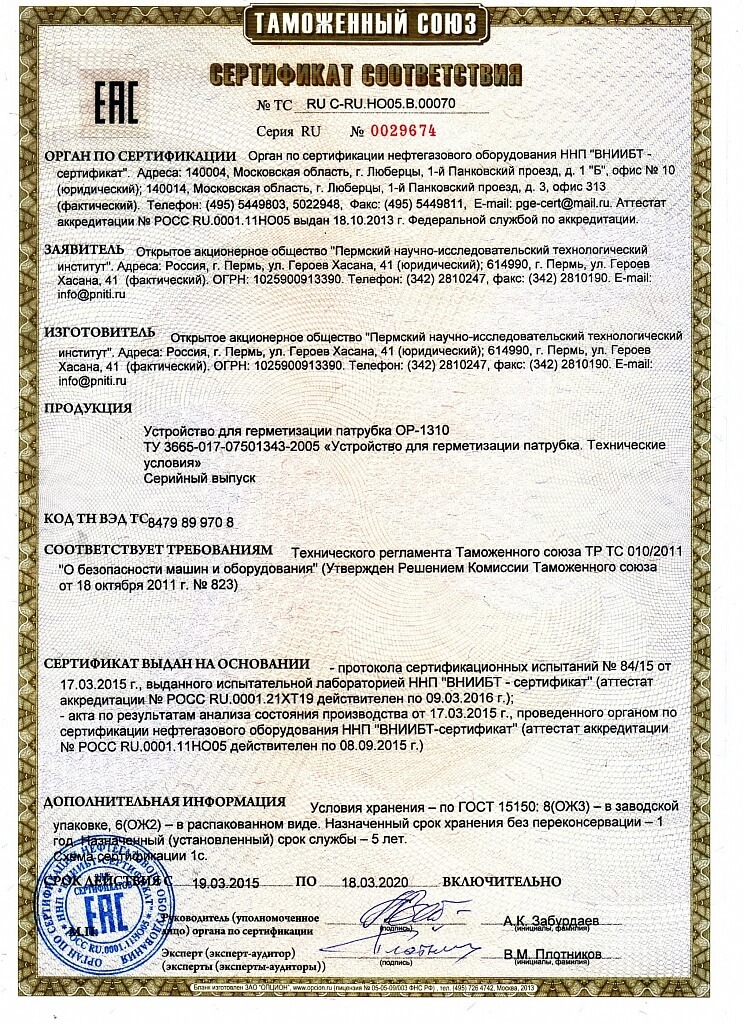 ТАМОЖЕННЫЙ СОЮЗ
СЕРТИФИКАТ СООТВЕТСТВИЯ
ЕАС
№ ТС RU C-RU.НО05.В.00070
Серия RU № 0029674
ОРГАН ПО СЕРТИФИКАЦИИ Орган по сертификации нефтегазового оборудования ННП "ВНИИБТ -
сертификат". Адреса: 140004, Московская область, г. Люберцы, 1-й Панковский проезд, д. 1 "Б", офис № 10
(юридический); 140014, Московская область, г. Люберцы, 1-й Панковский проезд, д. 3, офис 313
(фактический). Телефон: (495) 5449803, 5022948, Факс: (495) 5449811, E-mail: pge-cert@mail.ru. Аттестат
аккредитации № РОСС RU.0001.11НО05 выдан 18.10.2013 г. Федеральной службой по аккредитации.
ЗАЯВИТЕЛЬ Открытое акционерное общество "Пермский научно-исследовательский технологический
институт". Адреса: Россия, г. Пермь, ул. Героев Хасана, 41 (юридический); 614990, г. Пермь, ул. Героев
Хасана, 41 (фактический). ОГРН: 1025900913390. Телефон: (342) 2810247, факс: (342) 2810190. E-mail:
info@pniti.ru
ИЗГОТОВИТЕЛЬ Открытое акционерное общество "Пермский научно-исследовательский технологический
институт". Адреса: Россия, г. Пермь, ул. Героев Хасана, 41 (юридический); 614990, г. Пермь, ул. Героев
Хасана, 41 (фактический). ОГРН: 1025900913390. Телефон: (342) 2810247, факс: (342) 2810190. E-mail:
info@pniti.ru
ПРОДУКЦИЯ
Устройство для герметизации патрубка ОР-1310
ТУ 3665-017-07501343-2005 «Устройство для герметизации патрубка. Технические
условия»
Серийный выпуск
КОД ТН ВЭД ТС 8479 89 970 8
СООТВЕТСТВУЕТ ТРЕБОВАНИЯМ Технического регламента Таможенного союза ТР ТС 010/2011
"О безопасности машин и оборудования" (Утвержден Решением Комиссии Таможенного союза
от 18 октября 2011 г. № 823)
СЕРТИФИКАТ ВЫДАН НА ОСНОВАНИИ - протокола сертификационных испытаний № 84/15 от
17.03.2015 г., выданного испытательной лабораторией ННП "ВНИИБТ - сертификат" (аттестат
аккредитации № РОСС RU.0001.21ХТ19 действителен по 09.03.2016 г.);
- акта по результатам анализа состояния производства от 17.03.2015 г., проведенного органом по
сертификации нефтегазового оборудования ННП "ВНИИБТ-сертификат" (аттестат аккредитации
№ РОСС RU.0001.11НО05 действителен по 08.09.2015 г.)
ДОПОЛНИТЕЛЬНАЯ ИНФОРМАЦИЯ Условия хранения – по ГОСТ 15150: 8(ОЖ3) – в заводской
упаковке, 6(ОЖ2) – в распакованном виде. Назначенный срок хранения без переконсервации – 1
год. Назначенный (установленный) срок службы – 5 лет.
Схема сертификации 1с.
СРОК ДЕЙСТВИЯ С 19.03.2015 ПО 18.03.2020 ВКЛЮЧИТЕЛЬНО
М.П.
Руководитель (уполномоченное
лицо) органа по сертификации
(подпись)
А.К. Забурдаев
(инициалы, фамилия)
Эксперт (эксперт-аудитор)
(эксперты (эксперты-аудиторы))
(подпись)
В.М. Плотников
(инициалы, фамилия)
ОРГАН ПО СЕРТИФИКАЦИИ НЕФТЕГАЗОВОГО ОБОРУДОВАНИЯ
ННП "ВНИИБТ-СЕРТИФИКАТ"
РОСС RU.0001.11НО05
СЕРТИФИКАТОВ
ЕАС
Бланк изготовлен ЗАО "ОПЦИОН", www.opcion.ru (лицензия № 05-05-09/003 ФНС РФ), тел. (495) 726 4742, Москва, 2013